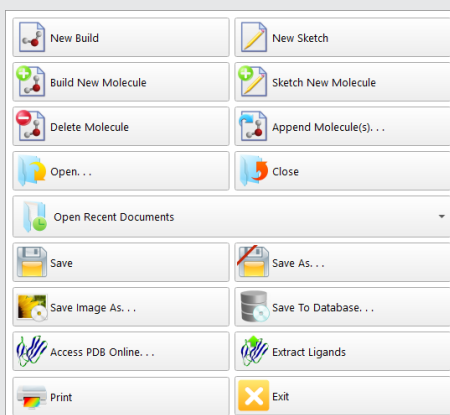 New Build
New Sketch
Build New Molecule
Sketch New Molecule
Delete Molecule
Append Molecule(s). . .
Open. . .
Close
Open Recent Documents
Save
Save As. . .
Save Image As. . .
Save To Database. . .
Access PDB Online. . .
Extract Ligands
Print
Exit